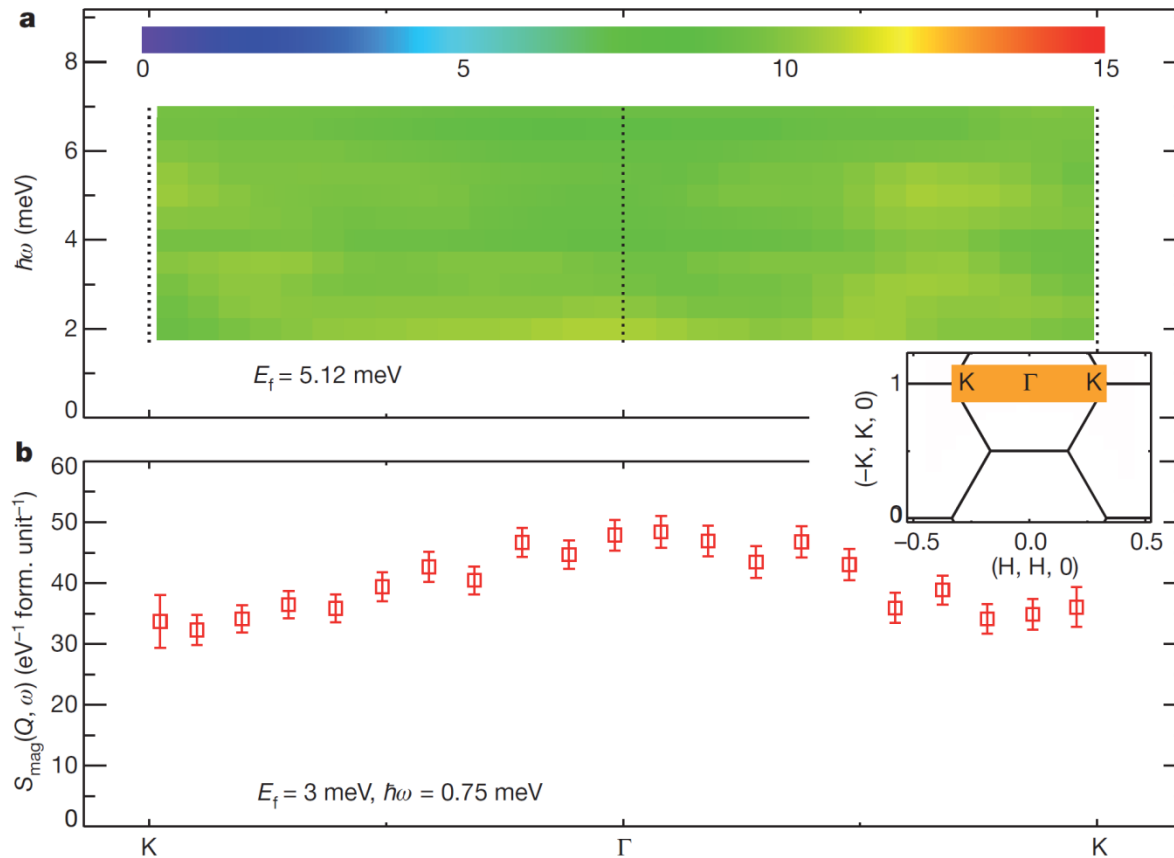 a
0 5 10 15
8
6
4
2
0
ħω (meV)
E_f = 5.12 meV
K Γ K
1
0
(–K, K, 0)
–0.5 0.0 0.5
(H, H, 0)
b
60
50
40
30
20
10
0
S_mag(Q, ω) (eV⁻¹ form. unit⁻¹)
E_f = 3 meV, ħω = 0.75 meV
K Γ K